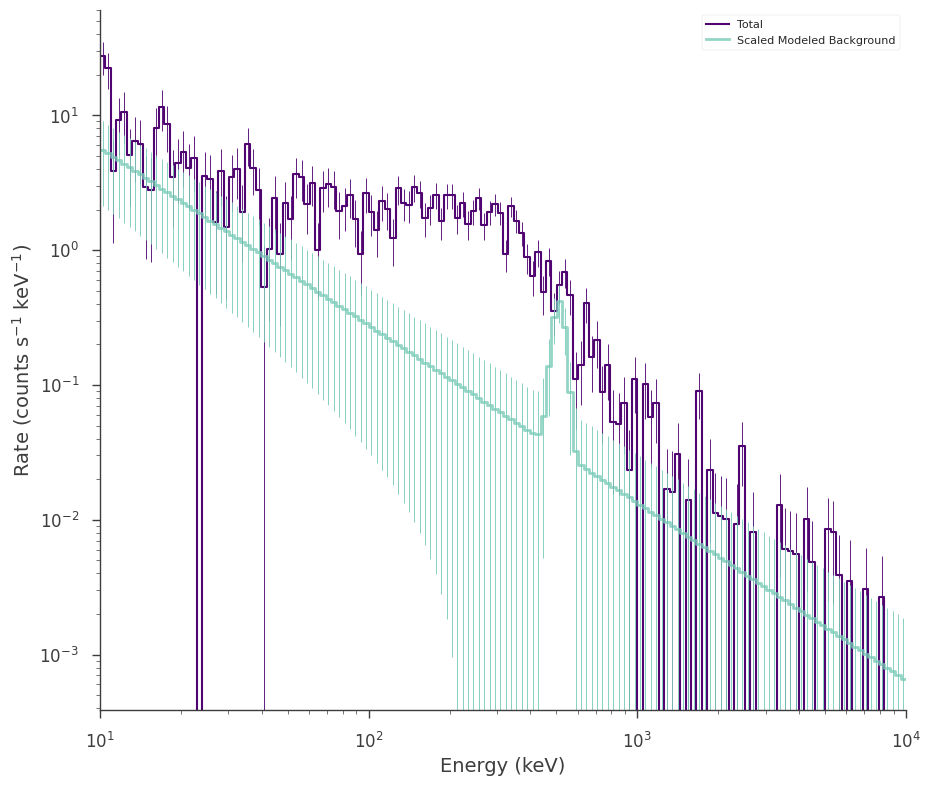 Total
Scaled Modeled Background
Rate (counts s⁻¹ keV⁻¹)
10¹
10⁰
10⁻¹
10⁻²
10⁻³
10¹ 10² 10³ 10⁴
Energy (keV)